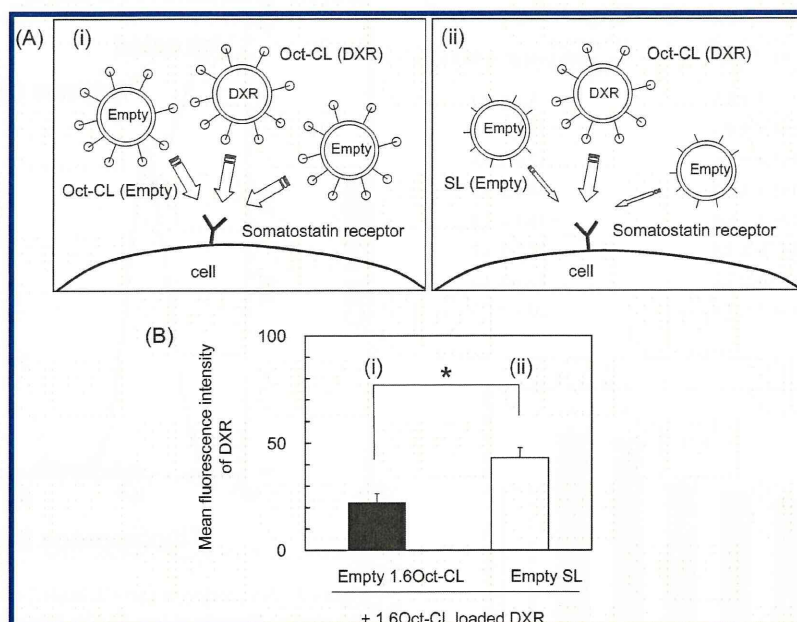 (A)
(i)
Oct-CL (DXR)
Empty
DXR
Empty
Oct-CL (Empty)
Somatostatin receptor
cell
(ii)
Oct-CL (DXR)
Empty
DXR
Empty
SL (Empty)
Somatostatin receptor
cell
(B)
Mean fluorescence intensity
of DXR
100
50
0
(i)
*
(ii)
Empty 1.6Oct-CL
Empty SL
+ 1.6Oct-CL loaded DXR